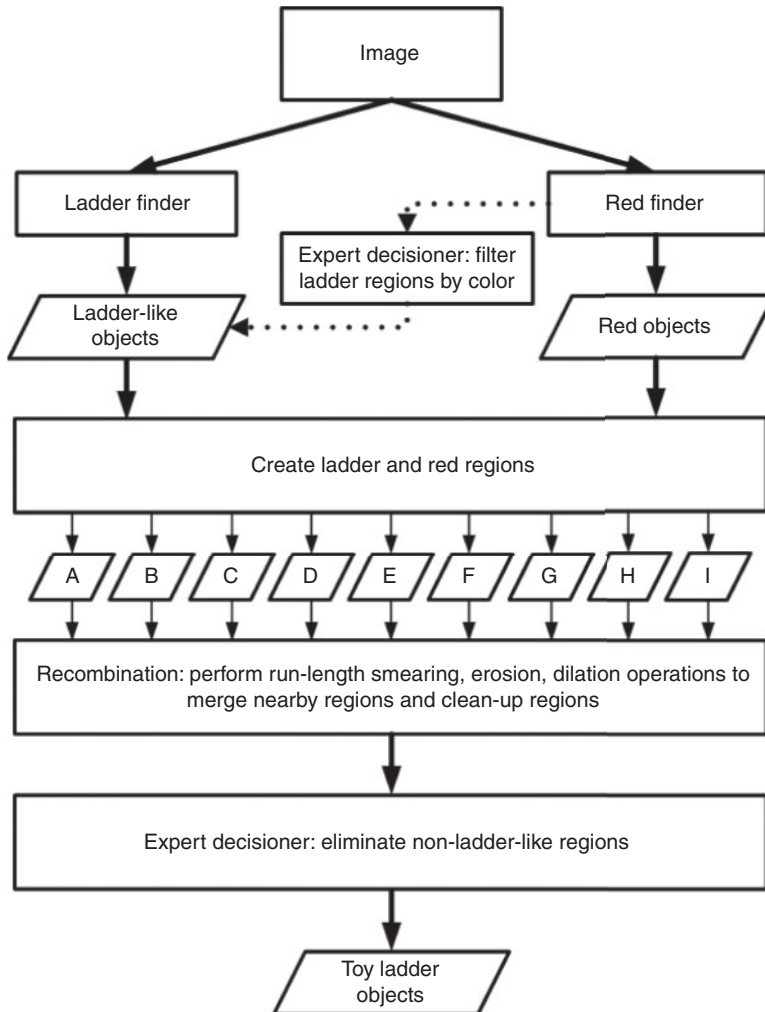 Image
Ladder finder
Red finder
Expert decisioner: filter
ladder regions by color
Ladder-like
objects
Red objects
Create ladder and red regions
A B C D E F G H I
Recombination: perform run-length smearing, erosion, dilation operations to
merge nearby regions and clean-up regions
Expert decisioner: eliminate non-ladder-like regions
Toy ladder
objects